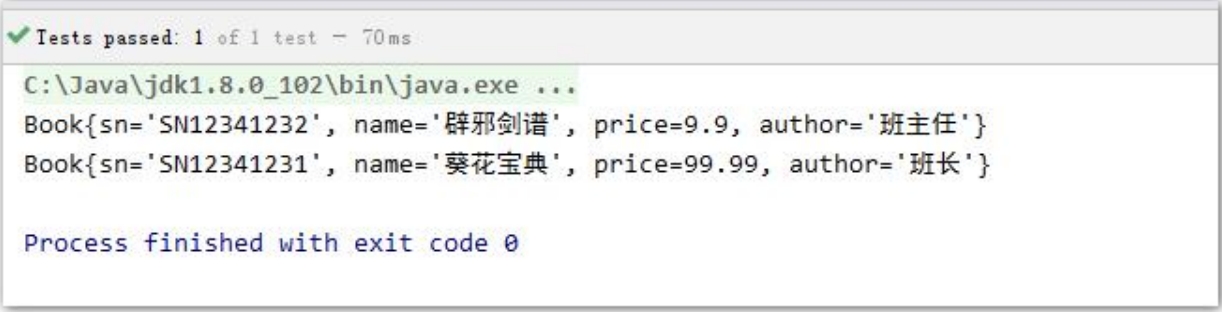 Tests passed: 1 of 1 test – 70ms
C:\Java\jdk1.8.0_102\bin\java.exe ...
Book{sn='SN12341232', name='辟邪剑谱', price=9.9, author='班主任'}
Book{sn='SN12341231', name='葵花宝典', price=99.99, author='班长'}
Process finished with exit code 0